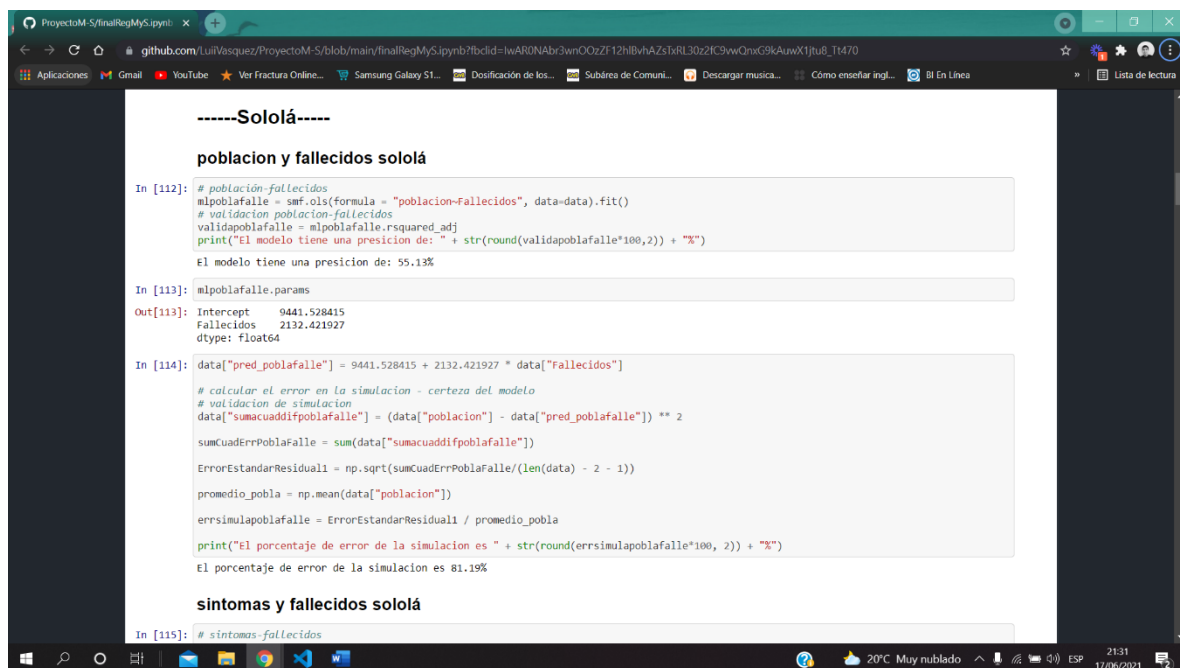 ProyectoM-S/finalRegMyS.ipynb
github.com/LuiiVasquez/ProyectoM-S/blob/main/finalRegMyS.ipynb?fbclid=IwAR0NAbr3wnOOzZF12hlBvhAZsTxRL30z2fC9vwQnxG9kAuwX1jtu8_Tt470
Aplicaciones Gmail YouTube Ver Fractura Online... Samsung Galaxy S1... Dosificación de los... Subárea de Comuni... Descargar musica... Cómo enseñar ingl... BI En Línea » Lista de lectura
------Sololá-----
poblacion y fallecidos sololá
In [112]: # población-fallecidos
mlpoblafalle = smf.ols(formula = "poblacion~Fallecidos", data=data).fit()
# validacion poblacion-fallecidos
validapoblafalle = mlpoblafalle.rsquared_adj
print("El modelo tiene una presicion de: " + str(round(validapoblafalle*100,2)) + "%")
El modelo tiene una presicion de: 55.13%
In [113]: mlpoblafalle.params
Out[113]: Intercept 9441.528415
Fallecidos 2132.421927
dtype: float64
In [114]: data["pred_poblafalle"] = 9441.528415 + 2132.421927 * data["Fallecidos"]
# calcular el error en la simulacion - certeza del modelo
# validacion de simulacion
data["sumacuaddifpoblafalle"] = (data["poblacion"] - data["pred_poblafalle"]) ** 2
sumCuadErrPoblaFalle = sum(data["sumacuaddifpoblafalle"])
ErrorEstandarResidual1 = np.sqrt(sumCuadErrPoblaFalle/(len(data) - 2 - 1))
promedio_pobla = np.mean(data["poblacion"])
errsimulapoblafalle = ErrorEstandarResidual1 / promedio_pobla
print("El porcentaje de error de la simulacion es " + str(round(errsimulapoblafalle*100, 2)) + "%")
El porcentaje de error de la simulacion es 81.19%
sintomas y fallecidos sololá
In [115]: # sintomas-fallecidos
20°C Muy nublado ESP 21:31
17/06/2021